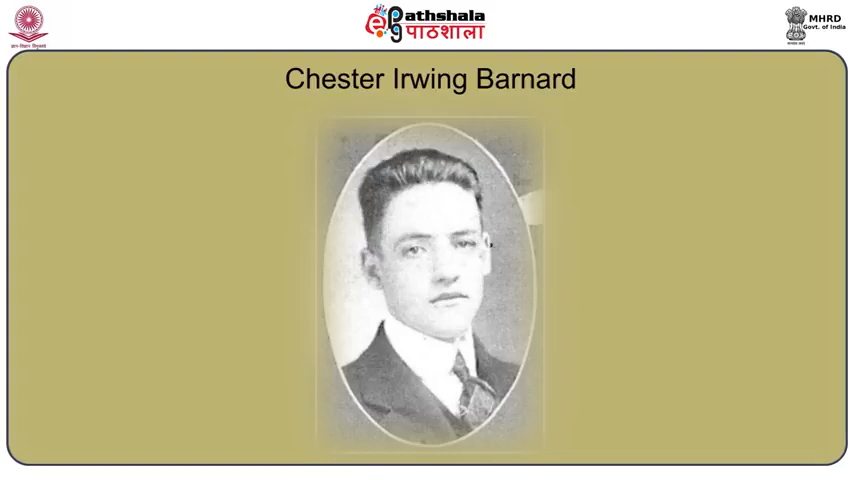 ePathshala
पाठशाला
MHRD
Govt. of India
Chester Irwing Barnard